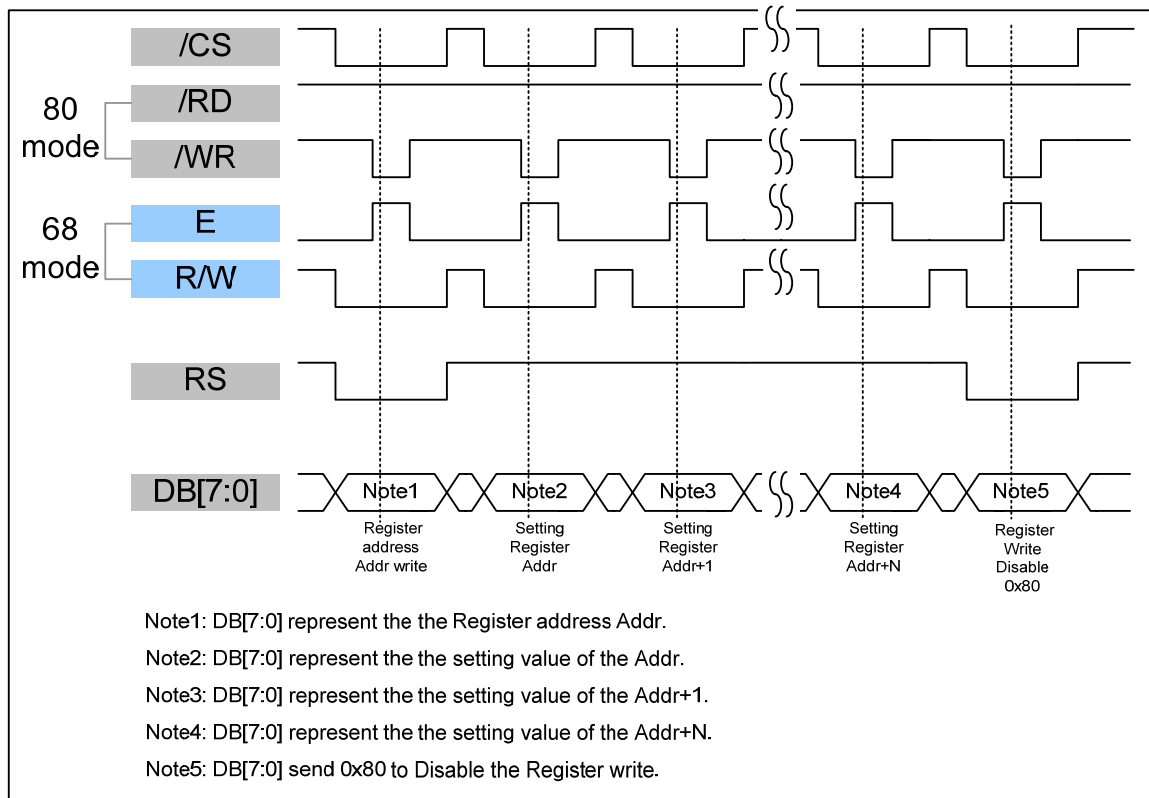 /CS
80
mode
/RD
/WR
68
mode
E
R/W
RS
DB[7:0]
Note1
Note2
Note3
Note4
Note5
Register
address
Addr write
Setting
Register
Addr
Setting
Register
Addr+1
Setting
Register
Addr+N
Register
Write
Disable
0x80
Note1: DB[7:0] represent the the Register address Addr.
Note2: DB[7:0] represent the the setting value of the Addr.
Note3: DB[7:0] represent the the setting value of the Addr+1.
Note4: DB[7:0] represent the the setting value of the Addr+N.
Note5: DB[7:0] send 0x80 to Disable the Register write.